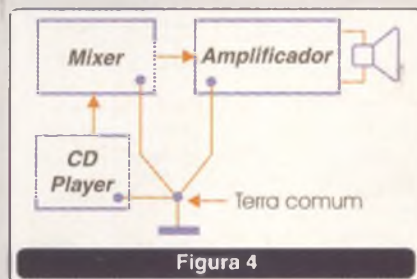 Mixer
Amplificador
CD
Player
Terra comum
Figura 4